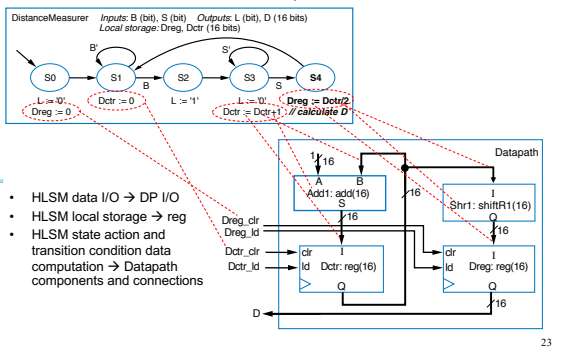 DistanceMeasurer Inputs: B (bit), S (bit) Outputs: L (bit), D (16 bits)
Local storage: Dreg, Dctr (16 bits)
B' S'
S0 S1 S2 S3 S4
B S
L := '0' Dctr := 0 L := '1' L := '0' Dreg := Dctr/2
Dreg := 0 Dctr := Dctr+1 // calculate D
Datapath
1 16
A B
Add1: add(16)
S
16
16
I
Shr1: shiftR1(16)
Q
16
Dreg_clr
Dreg_ld
Dctr_clr
Dctr_ld
clr I
ld Dctr: reg(16)
Q
clr I
ld Dreg: reg(16)
Q
16
D
• HLSM data I/O → DP I/O
• HLSM local storage → reg
• HLSM state action and
transition condition data
computation → Datapath
components and connections
23